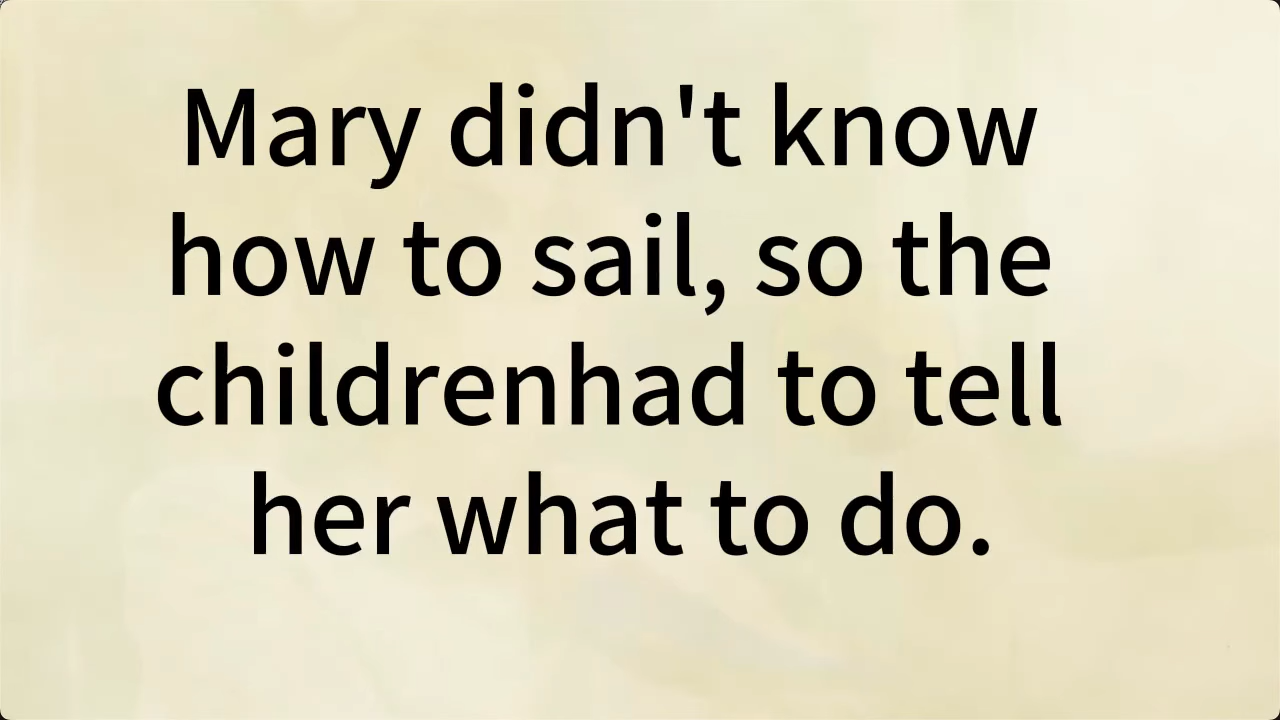 Mary didn't know
how to sail, so the
childrenhad to tell
her what to do.